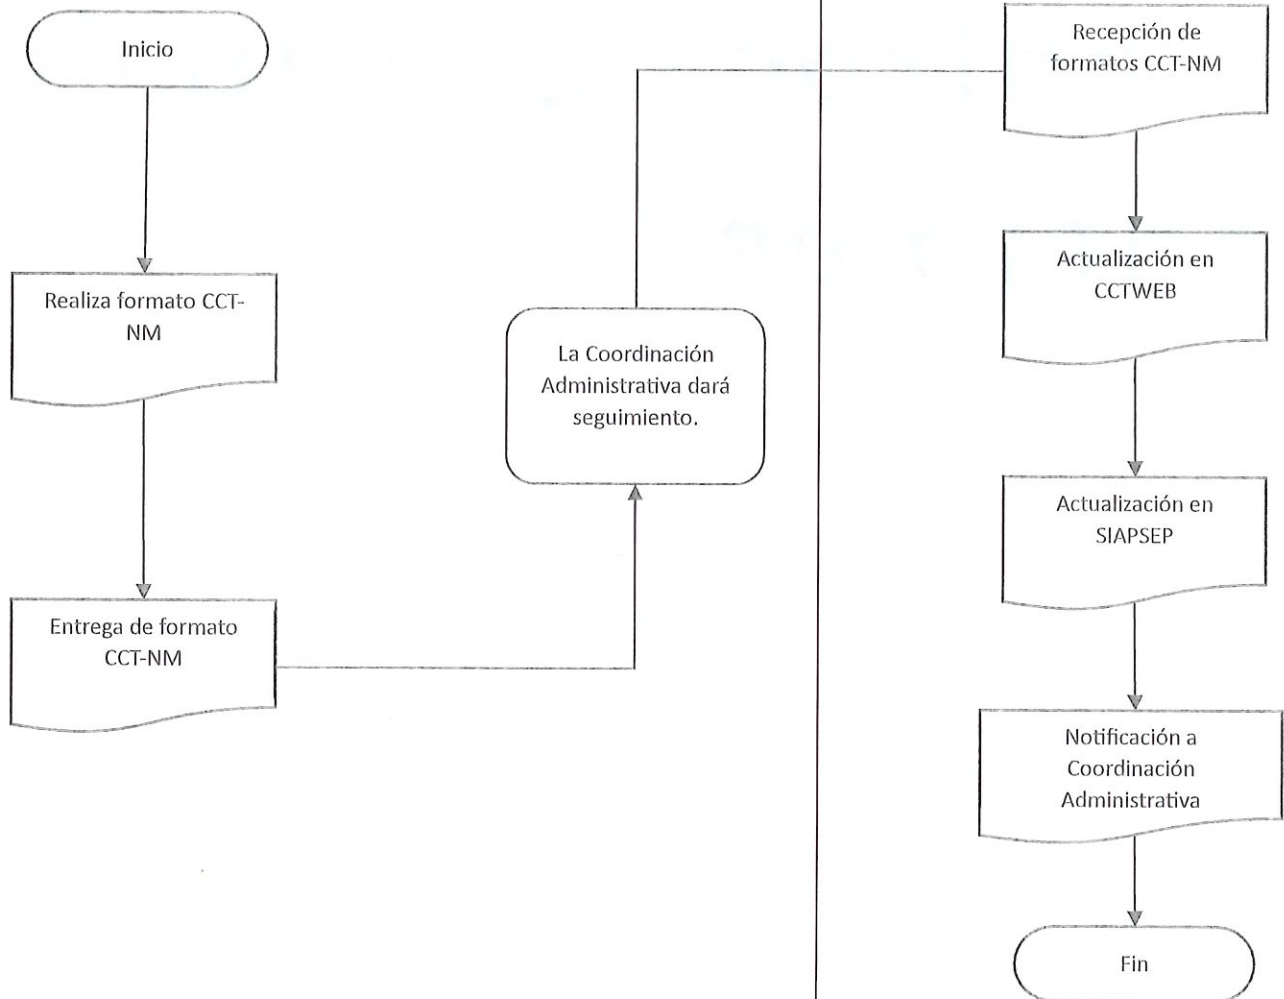 Inicio
Realiza formato CCT-
NM
Entrega de formato
CCT-NM
La Coordinación
Administrativa dará
seguimiento.
Recepción de
formatos CCT-NM
Actualización en
CCTWEB
Actualización en
SIAPSEP
Notificación a
Coordinación
Administrativa
Fin